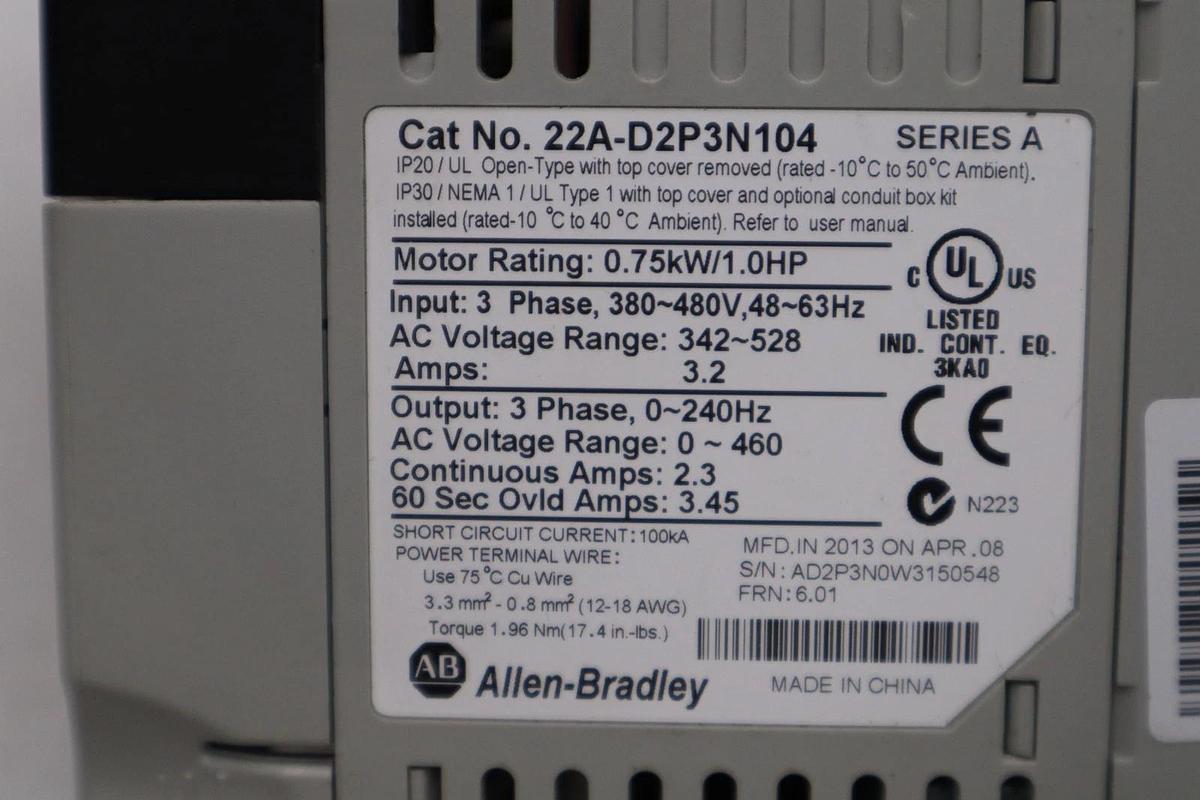 Cat No. 22A-D2P3N104 SERIES A
IP20 / UL Open-Type with top cover removed (rated -10°C to 50°C Ambient).
IP30 / NEMA 1 / UL Type 1 with top cover and optional conduit box kit
installed (rated-10 °C to 40 °C Ambient). Refer to user manual.
Motor Rating: 0.75kW/1.0HP
Input: 3 Phase, 380~480V,48~63Hz
AC Voltage Range: 342~528
Amps: 3.2
C UL US
LISTED
IND. CONT. EQ.
3KA0
Output: 3 Phase, 0~240Hz
AC Voltage Range: 0 ~ 460
Continuous Amps: 2.3
60 Sec Ovld Amps: 3.45
CE
N223
SHORT CIRCUIT CURRENT: 100kA
POWER TERMINAL WIRE:
Use 75 °C Cu Wire
3.3 mm² - 0.8 mm² (12-18 AWG)
Torque 1.96 Nm(17.4 in.-lbs.)
MFD.IN 2013 ON APR.08
S/N: AD2P3N0W3150548
FRN: 6.01
AB Allen-Bradley
MADE IN CHINA